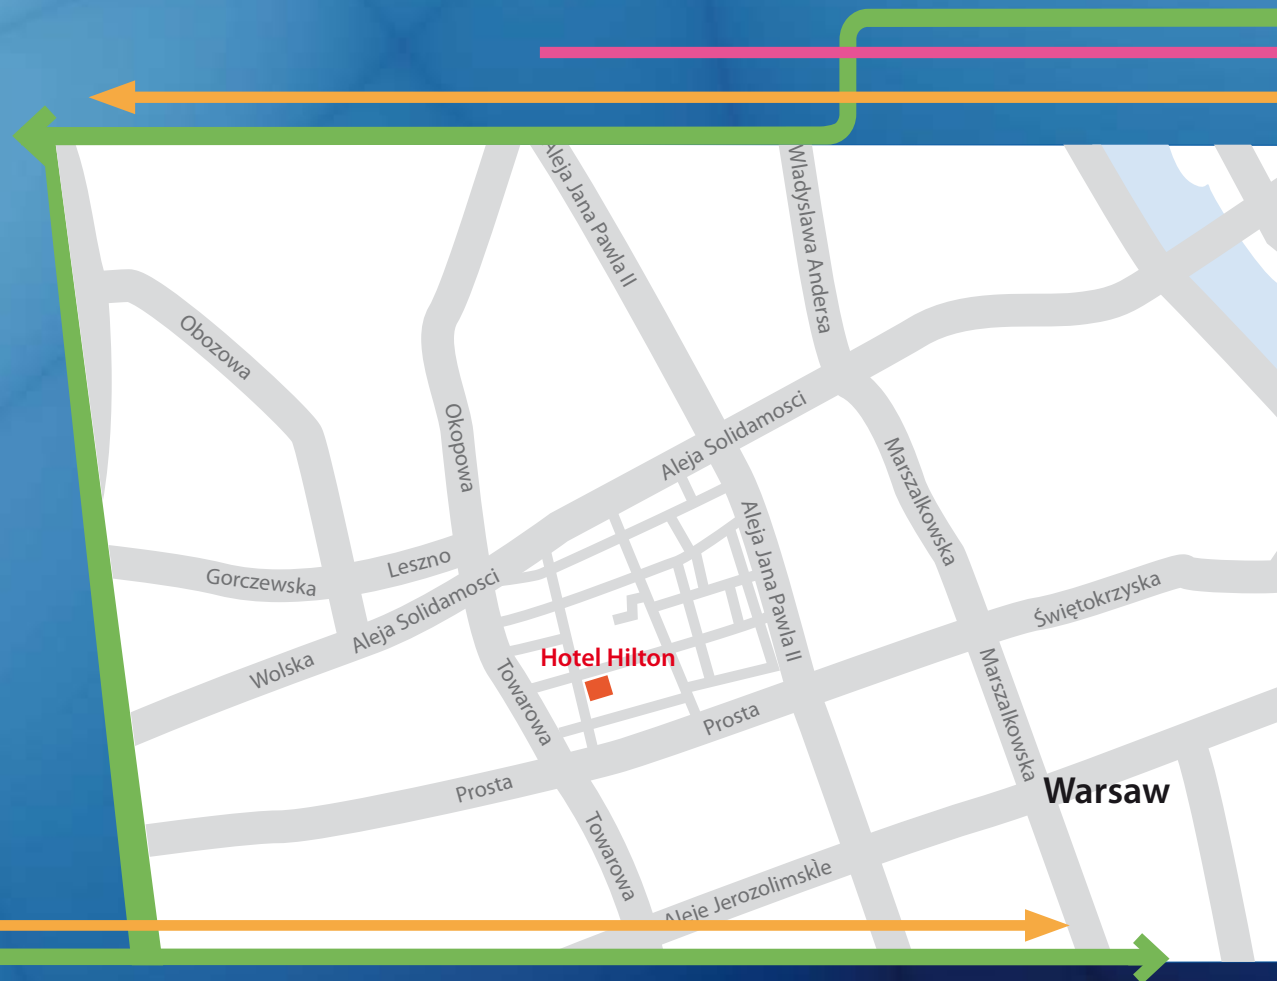 Aleja Jana Pawla II
Wladyslawa Andersa
Obozowa
Okopowa
Aleja Solidamosci
Marszalkowska
Aleja Jana Pawla II
Leszno
Gorczewska
Aleja Solidamosci
Świętokrzyska
Wolska
Hotel Hilton
Towarowa
Marszalkowska
Prosta
Prosta
Warsaw
Towarowa
Aleje Jerozolimskìe